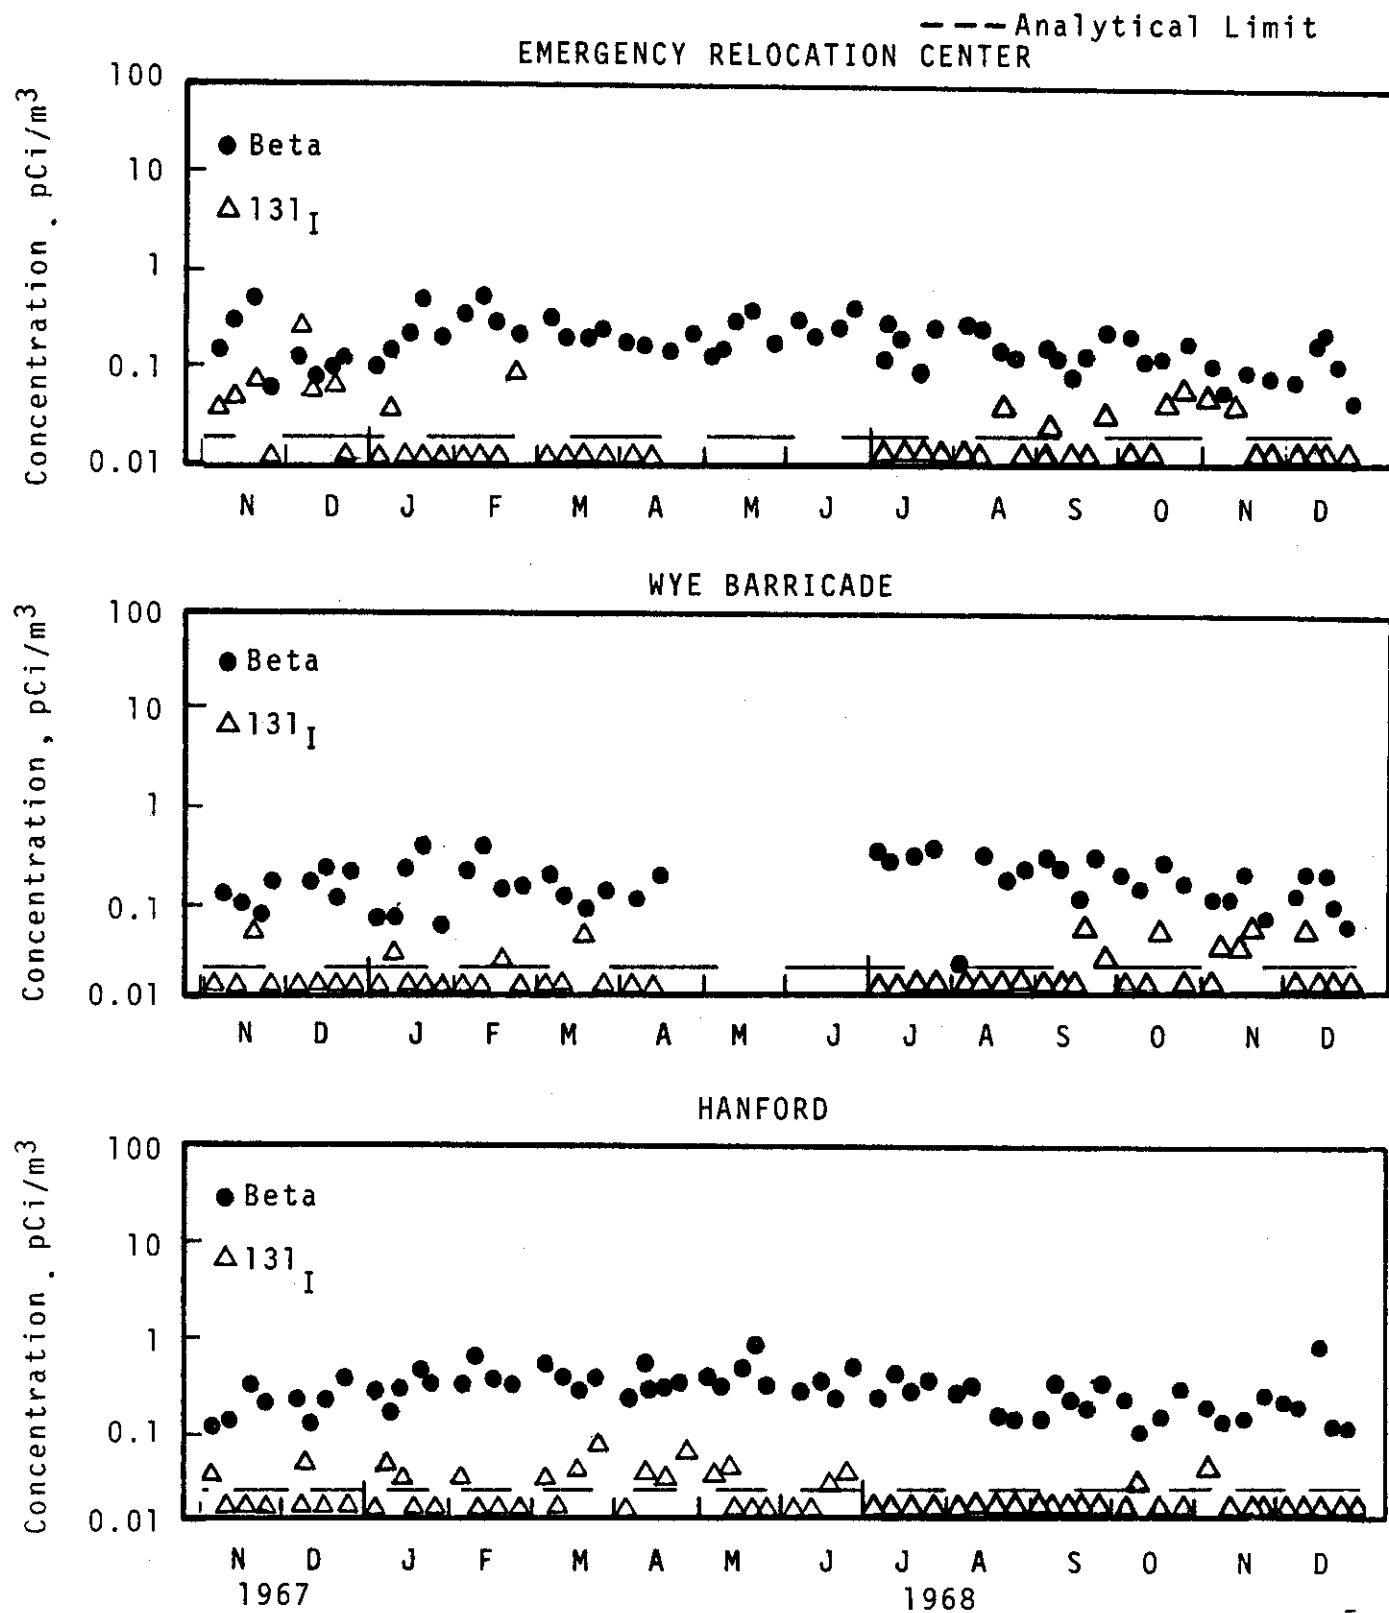 --- Analytical Limit
EMERGENCY RELOCATION CENTER
Concentration. pCi/m³
100
10
1
0.1
0.01
● Beta
△ 131I
N D J F M A M J J A S O N D
WYE BARRICADE
Concentration, pCi/m³
100
10
1
0.1
0.01
● Beta
△ 131I
N D J F M A M J J A S O N D
HANFORD
Concentration. pCi/m³
100
10
1
0.1
0.01
● Beta
△ 131I
N D J F M A M J J A S O N D
1967 1968